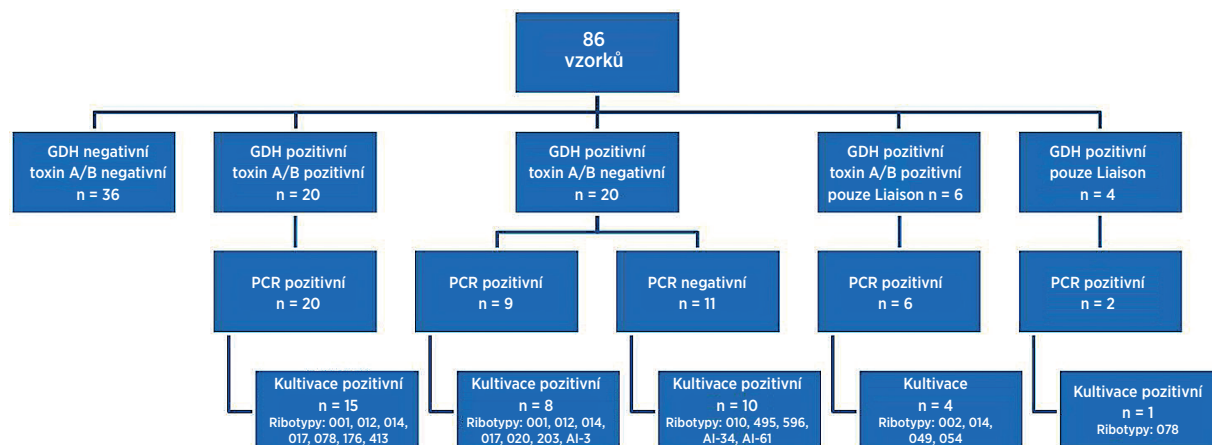 86
vzorků
GDH negativní
toxin A/B negativní
n = 36
GDH pozitivní
toxin A/B pozitivní
n = 20
GDH pozitivní
toxin A/B negativní
n = 20
GDH pozitivní
toxin A/B pozitivní
pouze Liaison n = 6
GDH pozitivní
pouze Liaison
n = 4
PCR pozitivní
n = 20
PCR pozitivní
n = 9
PCR negativní
n = 11
PCR pozitivní
n = 6
PCR pozitivní
n = 2
Kultivace pozitivní
n = 15
Ribotypy: 001, 012, 014,
017, 078, 176, 413
Kultivace pozitivní
n = 8
Ribotypy: 001, 012, 014,
017, 020, 203, AI-3
Kultivace pozitivní
n = 10
Ribotypy: 010, 495, 596,
AI-34, AI-61
Kultivace
n = 4
Ribotypy: 002, 014,
049, 054
Kultivace pozitivní
n = 1
Ribotypy: 078